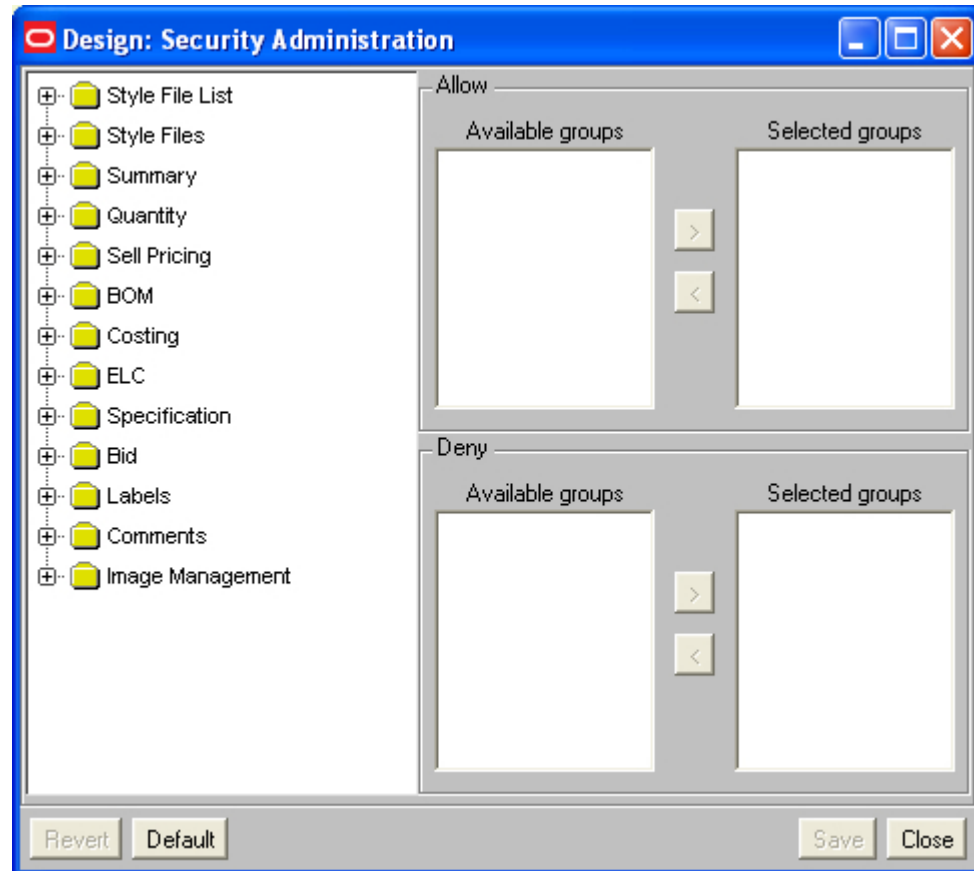 Design: Security Administration
Style File List
Style Files
Summary
Quantity
Sell Pricing
BOM
Costing
ELC
Specification
Bid
Labels
Comments
Image Management
Allow
Available groups
Selected groups
>
<
Deny
Available groups
Selected groups
>
<
Revert
Default
Save
Close